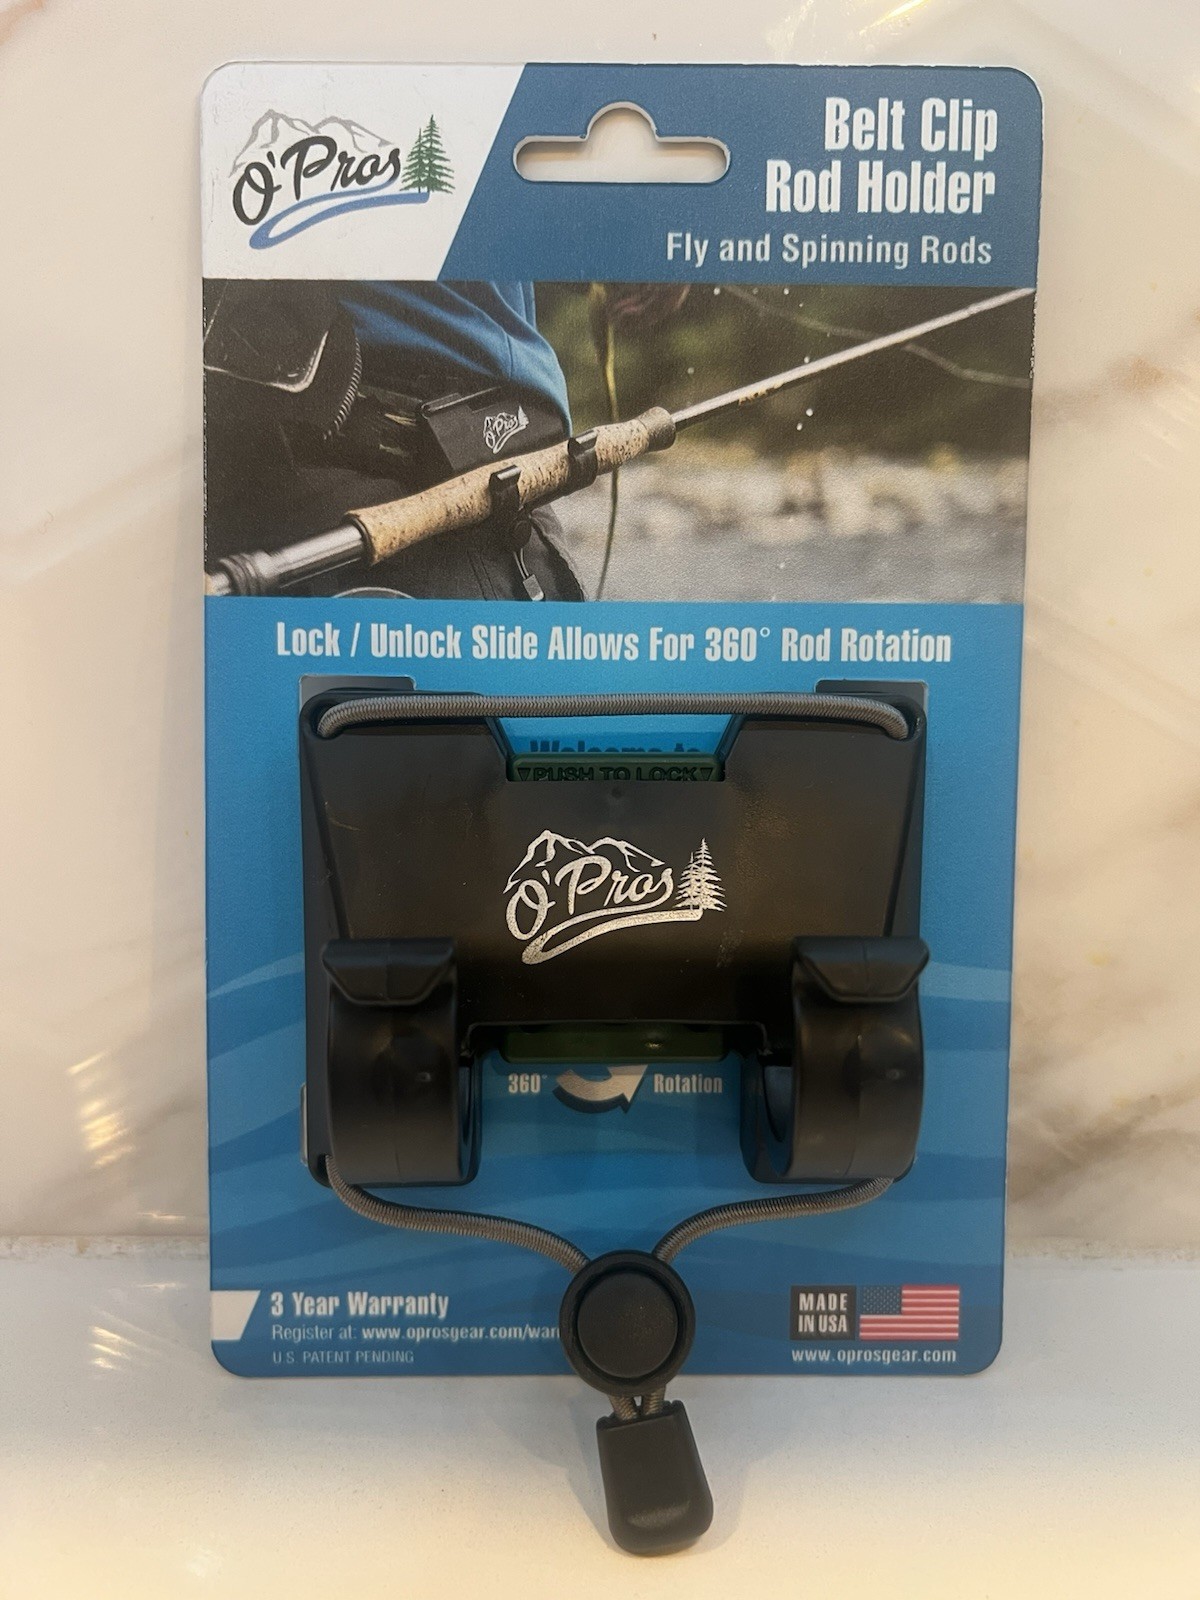 O'Pros
Belt Clip
Rod Holder
Fly and Spinning Rods
O'Pros
Lock / Unlock Slide Allows For 360° Rod Rotation
Welcome to
▽PUSH TO LOCK▽
O'Pros
360° Rotation
3 Year Warranty
Register at: www.oprosgear.com/war
U.S. PATENT PENDING
MADE
IN USA
www.oprosgear.com